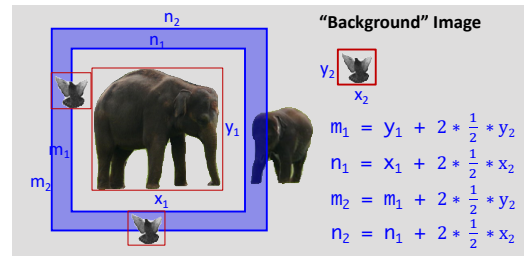 n₂
n₁
“Background” Image
y₂
x₂
y₁
m₁
m₂
x₁
m₁ = y₁ + 2 * ½ * y₂
n₁ = x₁ + 2 * ½ * x₂
m₂ = m₁ + 2 * ½ * y₂
n₂ = n₁ + 2 * ½ * x₂